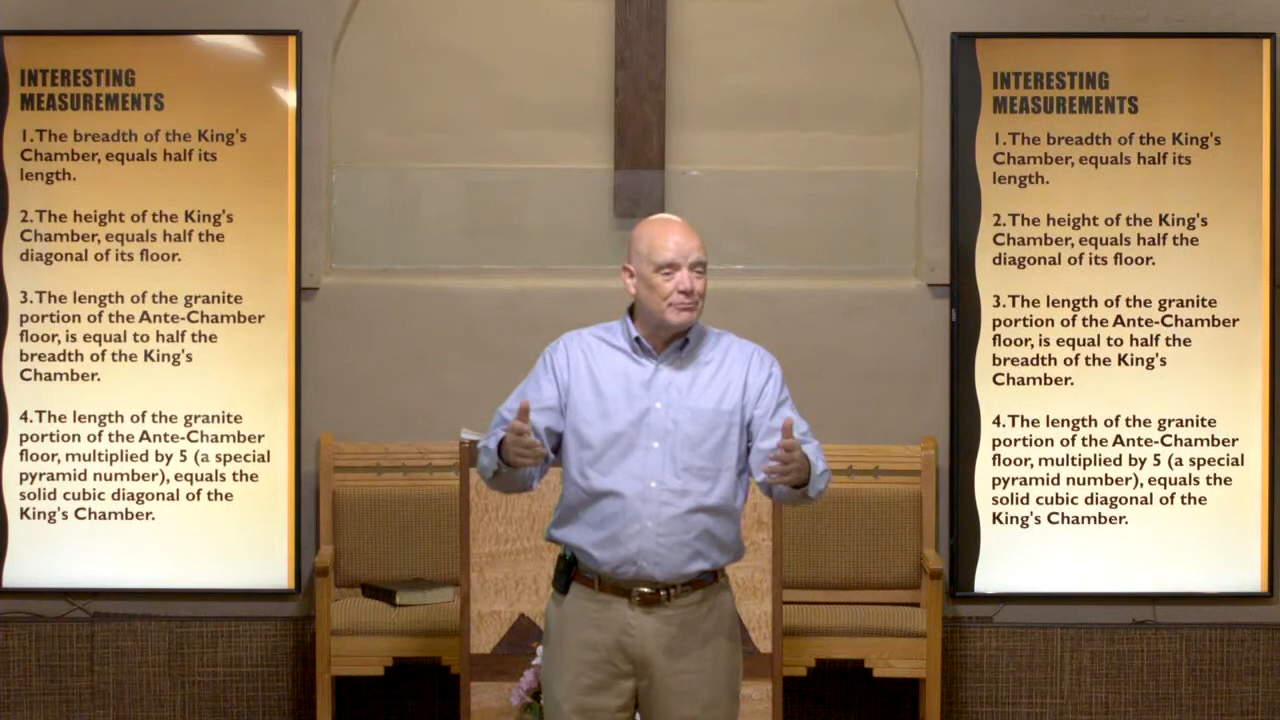 INTERESTING
MEASUREMENTS
1.The breadth of the King's
Chamber, equals half its
length.
2.The height of the King's
Chamber, equals half the
diagonal of its floor.
3.The length of the granite
portion of the Ante-Chamber
floor, is equal to half the
breadth of the King's
Chamber.
4.The length of the granite
portion of the Ante-Chamber
floor, multiplied by 5 (a special
pyramid number), equals the
solid cubic diagonal of the
King's Chamber.
INTERESTING
MEASUREMENTS
1.The breadth of the King's
Chamber, equals half its
length.
2.The height of the King's
Chamber, equals half the
diagonal of its floor.
3.The length of the granite
portion of the Ante-Chamber
floor, is equal to half the
breadth of the King's
Chamber.
4.The length of the granite
portion of the Ante-Chamber
floor, multiplied by 5 (a special
pyramid number), equals the
solid cubic diagonal of the
King's Chamber.